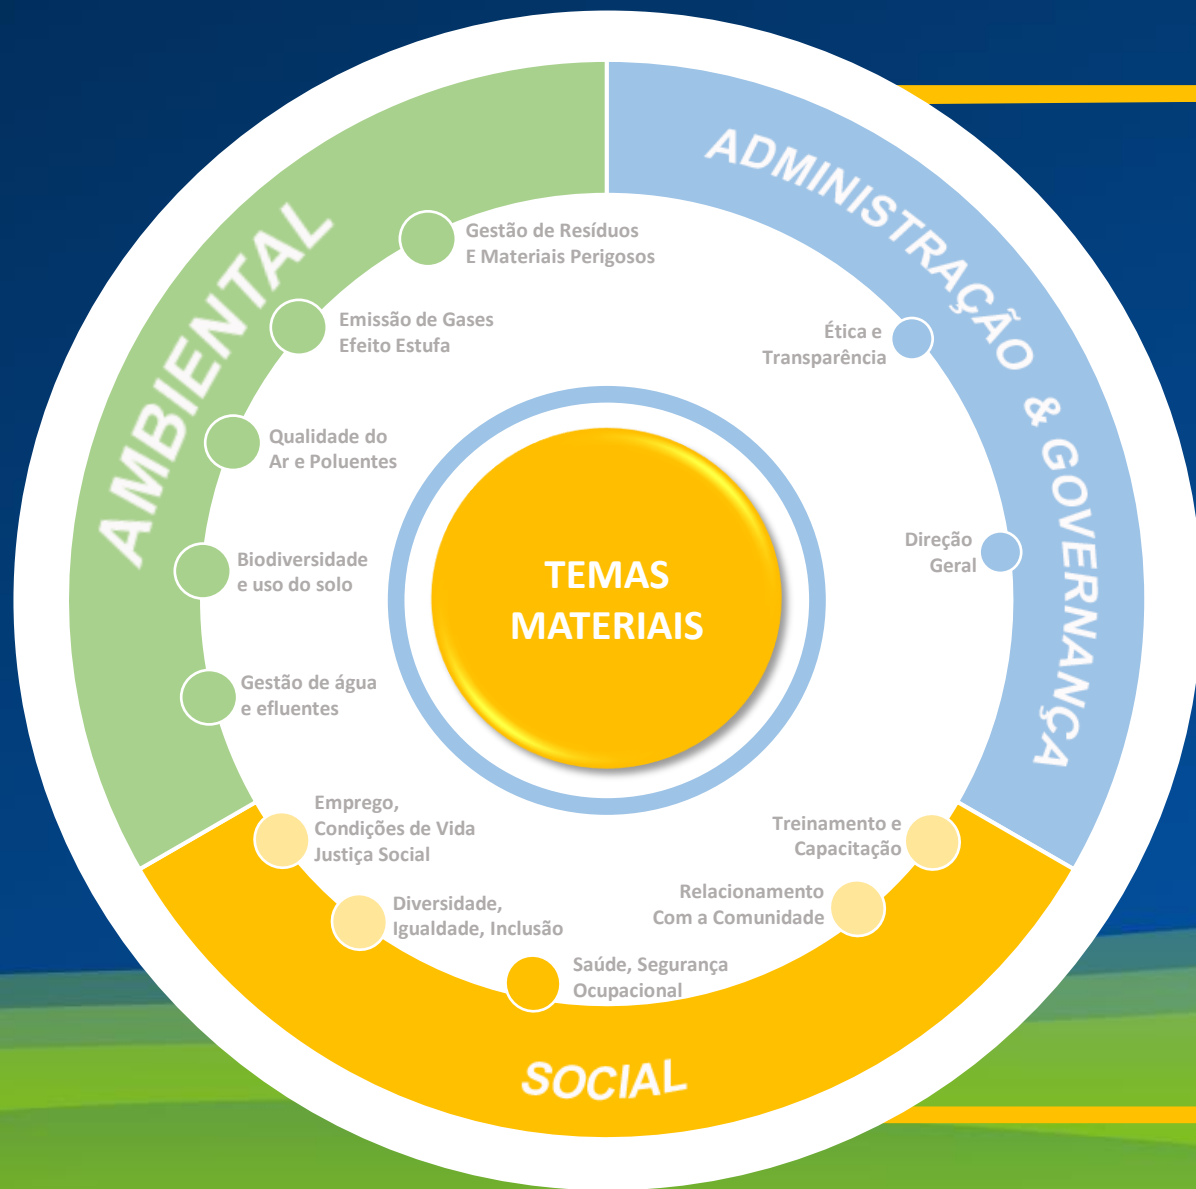 AMBIENTAL
ADMINISTRAÇÃO & GOVERNANÇA
Gestão de Resíduos
E Materiais Perigosos
Emissão de Gases
Efeito Estufa
Ética e
Transparência
Qualidade do
Ar e Poluentes
Direção
Geral
Biodiversidade
e uso do solo
TEMAS
MATERIAIS
Gestão de água
e efluentes
Emprego,
Condições de Vida
Justiça Social
Treinamento e
Capacitação
Diversidade,
Igualdade, Inclusão
Relacionamento
Com a Comunidade
Saúde, Segurança
Ocupacional
SOCIAL